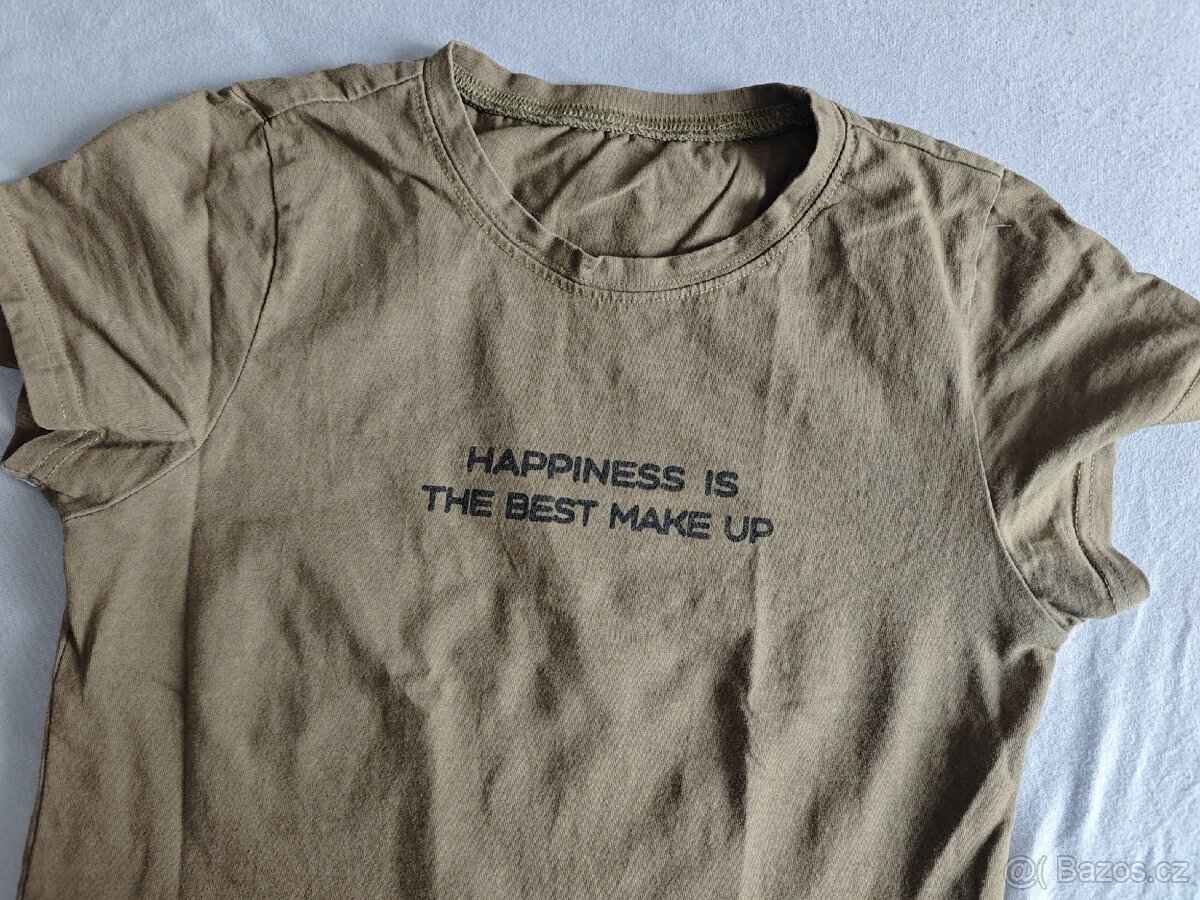 HAPPINESS IS
THE BEST MAKE UP
@( Bazos.cz